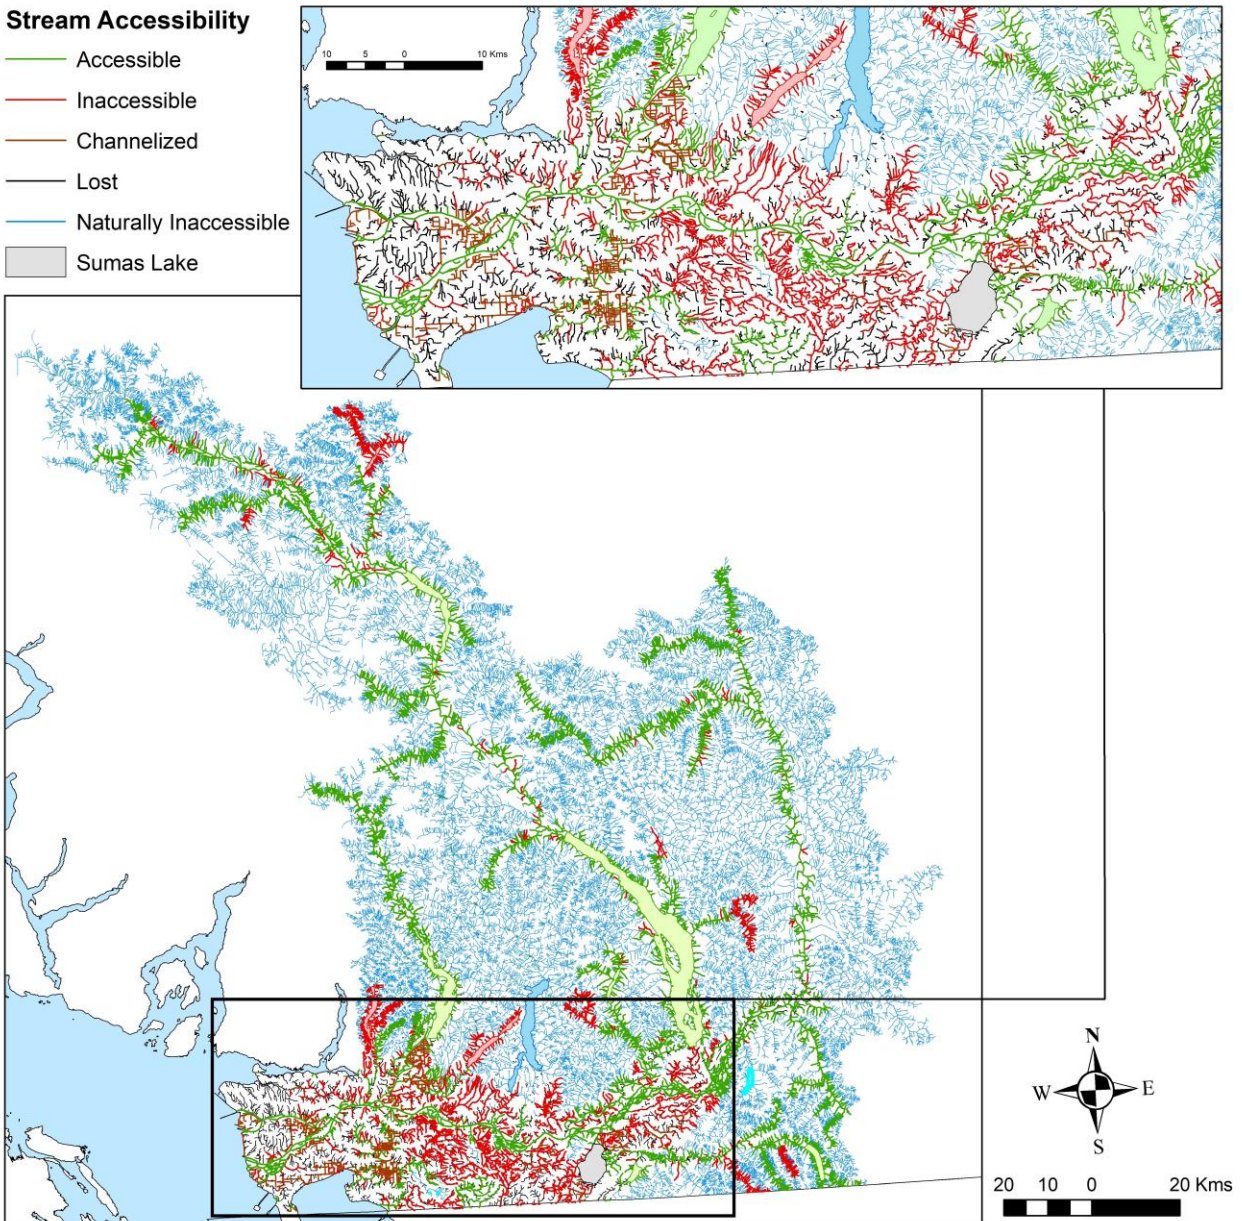 Stream Accessibility
Accessible
Inaccessible
Channelized
Lost
Naturally Inaccessible
Sumas Lake
10 5 0 10 Kms
N
W E
S
20 10 0 20 Kms